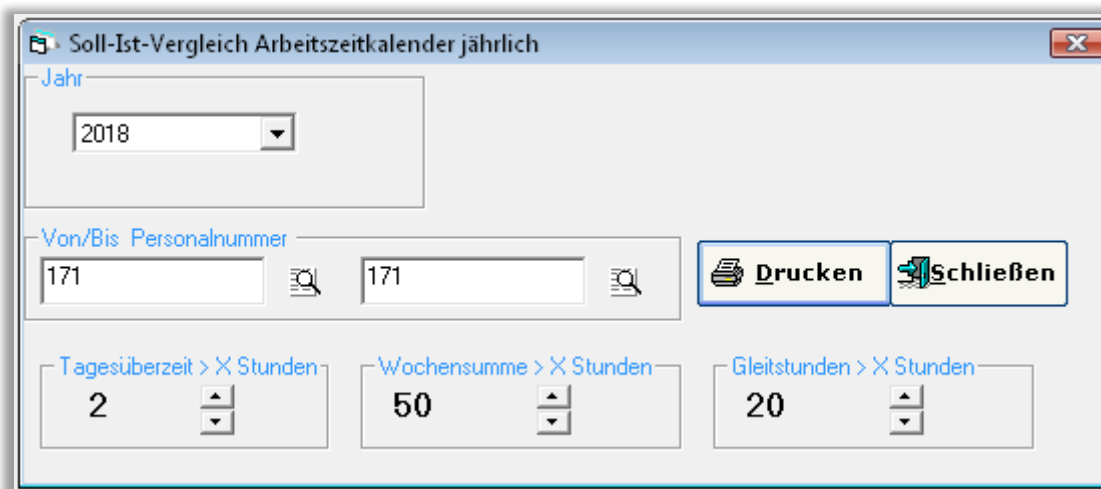 Soll-Ist-Vergleich Arbeitszeitkalender jährlich
Jahr
2018
Von/Bis Personalnummer
171 171
Drucken Schließen
Tagesüberzeit > X Stunden Wochensumme > X Stunden Gleitstunden > X Stunden
2 50 20